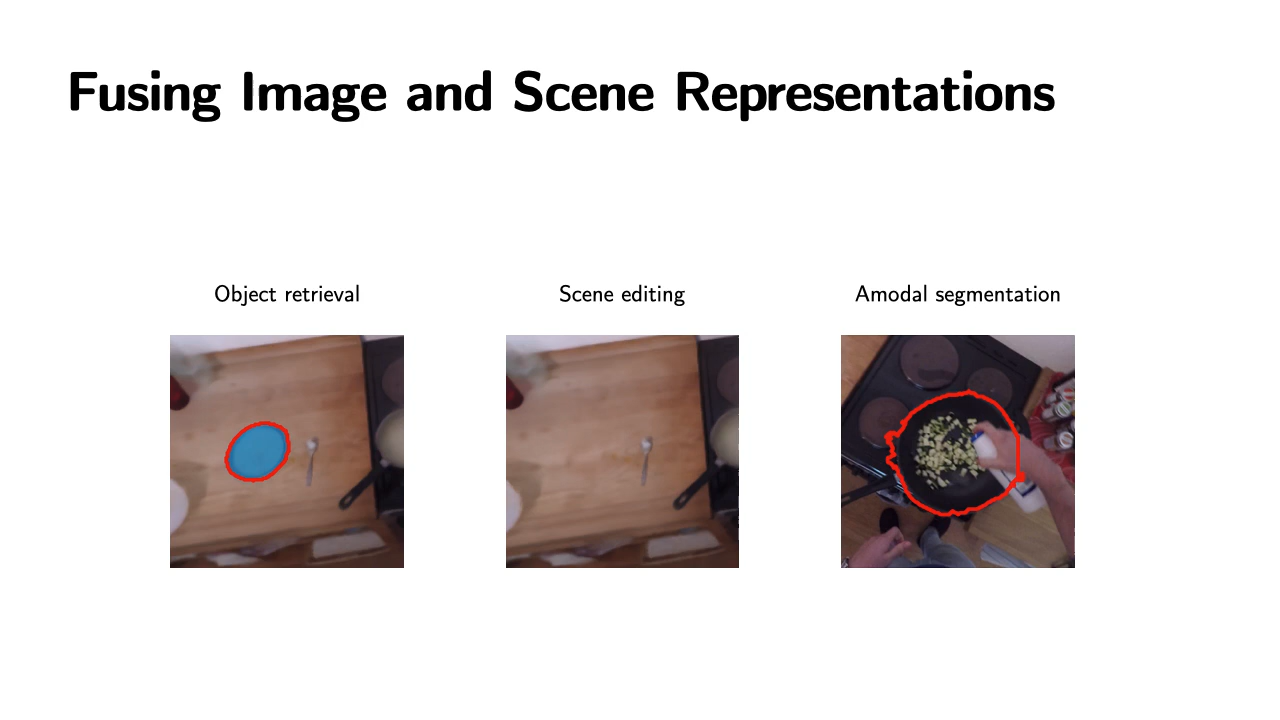 Fusing Image and Scene Representations
Object retrieval
Scene editing
Amodal segmentation